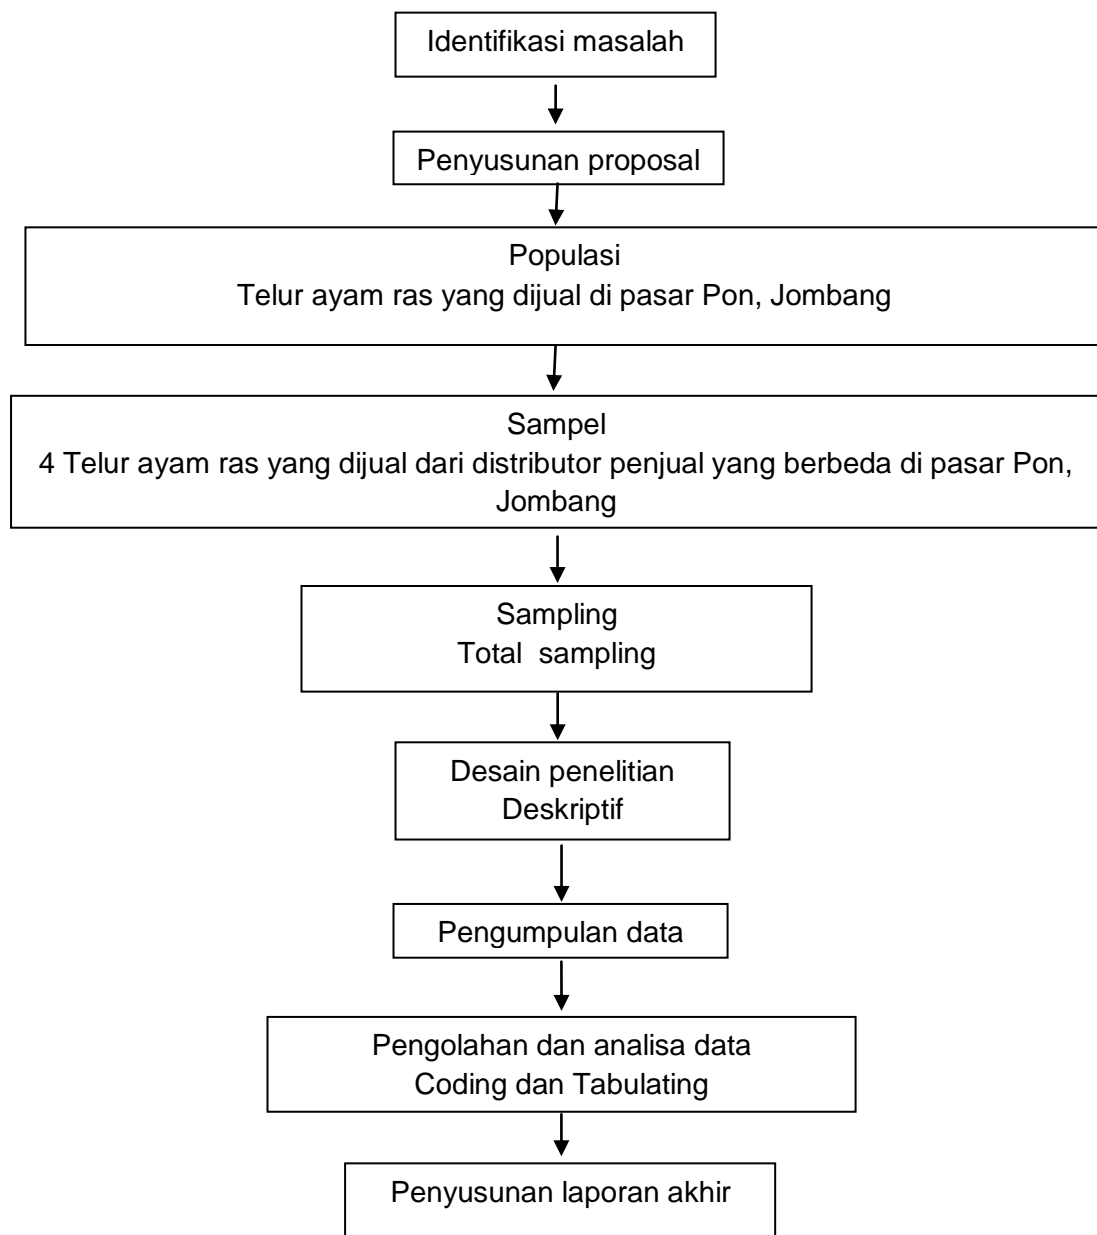 Identifikasi masalah
Penyusunan proposal
Populasi
Telur ayam ras yang dijual di pasar Pon, Jombang
Sampel
4 Telur ayam ras yang dijual dari distributor penjual yang berbeda di pasar Pon,
Jombang
Sampling
Total sampling
Desain penelitian
Deskriptif
Pengumpulan data
Pengolahan dan analisa data
Coding dan Tabulating
Penyusunan laporan akhir